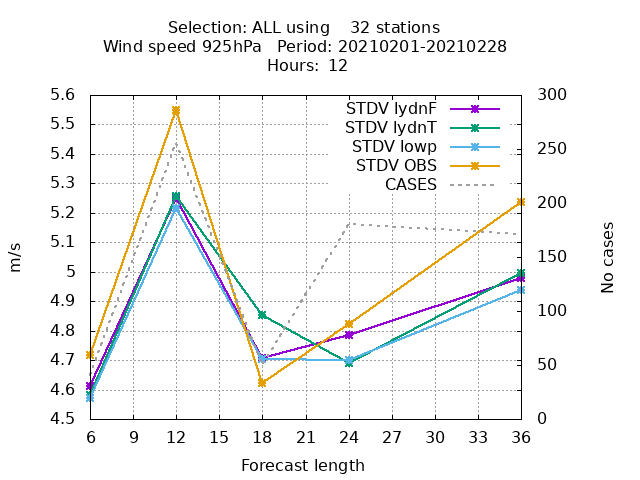 Selection: ALL using    32 stations
Wind speed 925hPa   Period: 20210201-20210228
Hours:  12
STDV IydnF
STDV IydnT
STDV lowp
STDV OBS
CASES
5.6
5.5
5.4
5.3
5.2
5.1
5
4.9
4.8
4.7
4.6
4.5
m/s
300
250
200
150
100
50
0
No cases
6 9 12 15 18 21 24 27 30 33 36
Forecast length